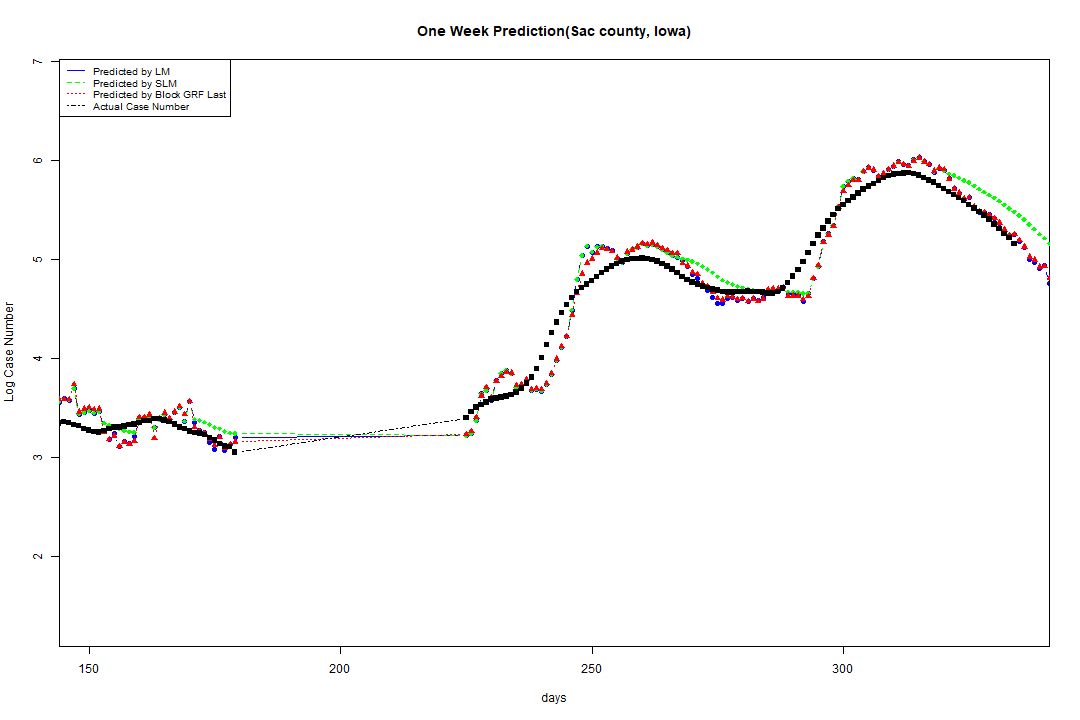 One Week Prediction(Sac county, Iowa)
Predicted by LM
Predicted by SLM
Predicted by Block GRF Last
Actual Case Number
7
6
5
4
3
2
Log Case Number
150 200 250 300
days